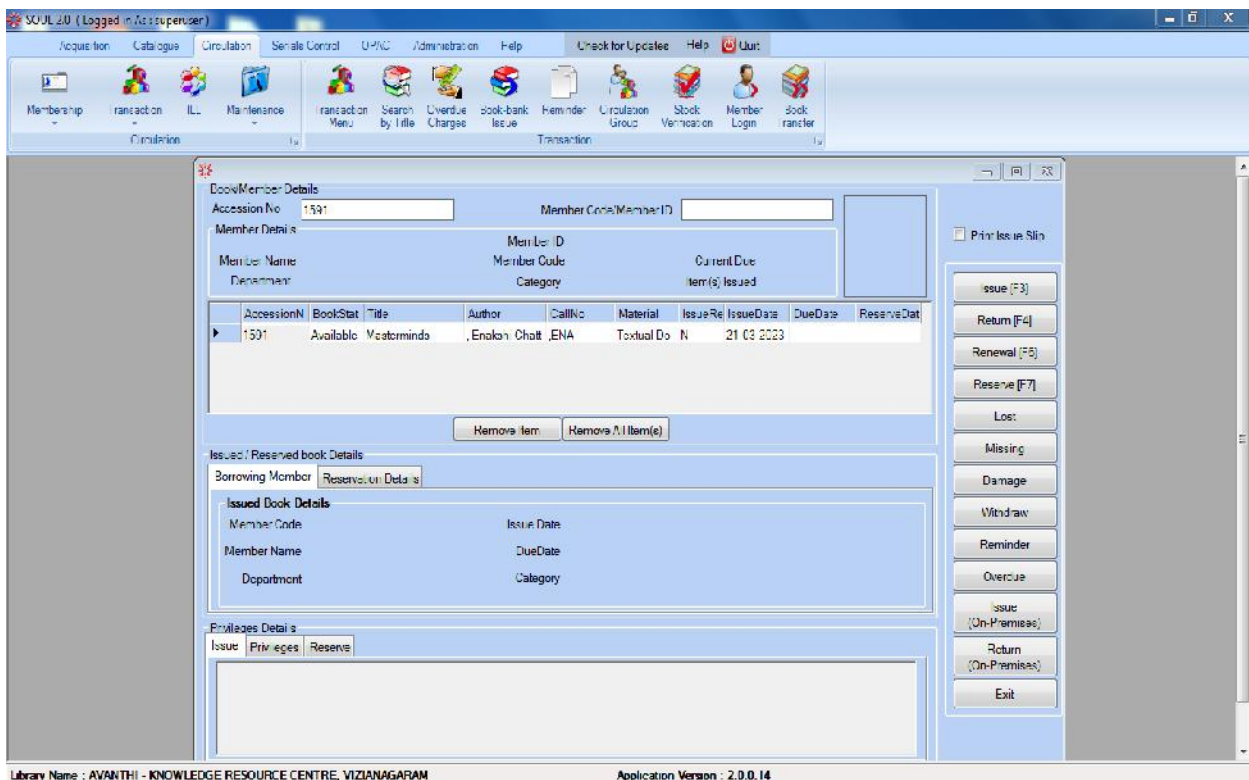 SOUL 2.0 ( Logged in As : superuser )
Acquisition Catalogue Circulation Serials Control OPAC Administration Help Check for Updates Help Quit
Membership Transaction ILL Maintenance Transaction Menu Search by Title Overdue Charges Book-bank Issue Reminder Circulation Group Stock Verification Member Login Book Transfer
Circulation Transaction
Book/Member Details
Accession No 1591 Member Code/Member ID
Print Issue Slip
Member Details
Member ID
Member Name Member Code Current Due
Department Category Item(s) Issued
AccessionN BookStat Title Author CallNo Material IssueRe IssueDate DueDate ReserveDat
1591 Available Masterminds , Enakshi Chatt ,ENA Textual Do N 21-03-2023
Remove Item Remove All Item(s)
Issue [F3]
Return [F4]
Renewal [F6]
Reserve [F7]
Lost
Missing
Damage
Withdraw
Reminder
Overdue
Issue
(On-Premises)
Return
(On-Premises)
Exit
Issued / Reserved book Details
Borrowing Member Reservation Details
Issued Book Details
Member Code Issue Date
Member Name DueDate
Department Category
Privileges Details
Issue Privileges Reserve
Library Name : AVANTHI - KNOWLEDGE RESOURCE CENTRE, VIZIANAGARAM Application Version : 2.0.0.14